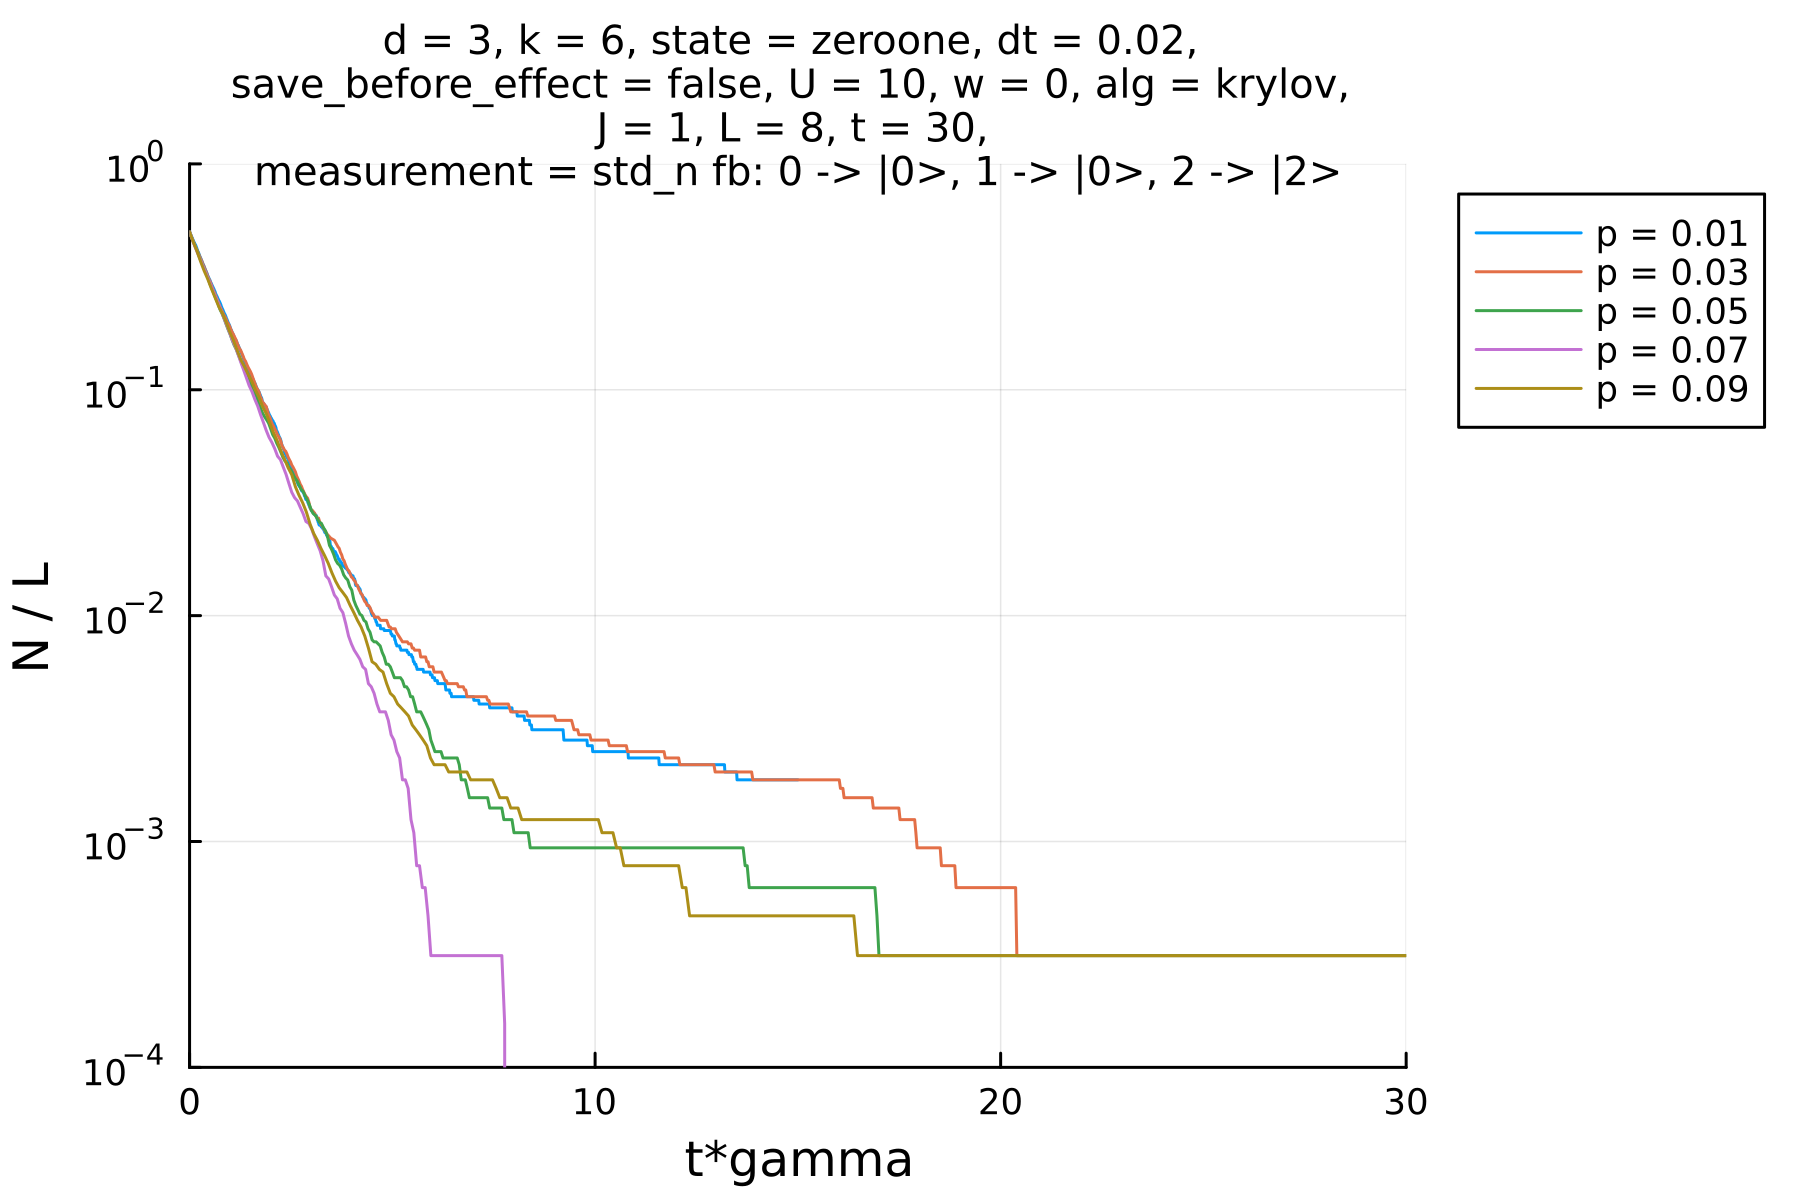 d = 3, k = 6, state = zeroone, dt = 0.02,
save_before_effect = false, U = 10, w = 0, alg = krylov,
J = 1, L = 8, t = 30,
measurement = std_n fb: 0 -> |0>, 1 -> |0>, 2 -> |2>
10⁰
10⁻¹
10⁻²
10⁻³
10⁻⁴
N / L
0 10 20 30
t*gamma
p = 0.01
p = 0.03
p = 0.05
p = 0.07
p = 0.09